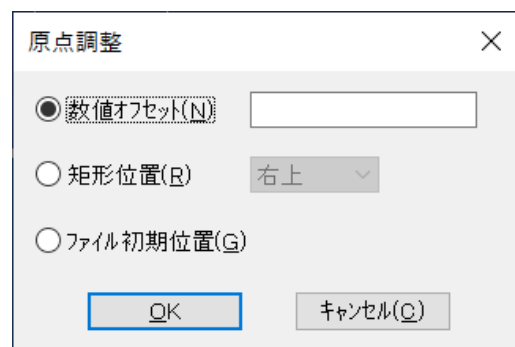 原点調整
数値ｵﾌｾｯﾄ(N)
矩形位置(R) 右上
ﾌｧｲﾙ初期位置(G)
OK ｷｬﾝｾﾙ(C)